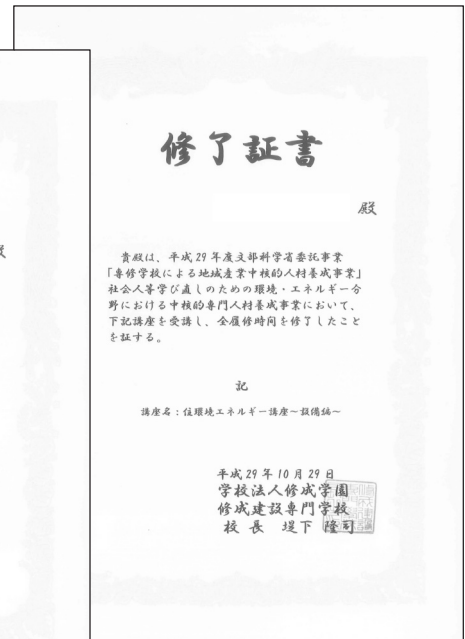 修了証書
殿
貴殿は、平成29年度文部科学省委託事業
「専修学校による地域産業中核的人材養成事業」
社会人等学び直しのための環境・エネルギー分
野における中核的専門人材養成事業において、
下記講座を受講し、全履修時間を修了したこと
を証する。
記
講座名：住環境エネルギー講座～設備編～
平成29年10月29日
学校法人修成学園
修成建設専門学校
校長 堤下 隆司